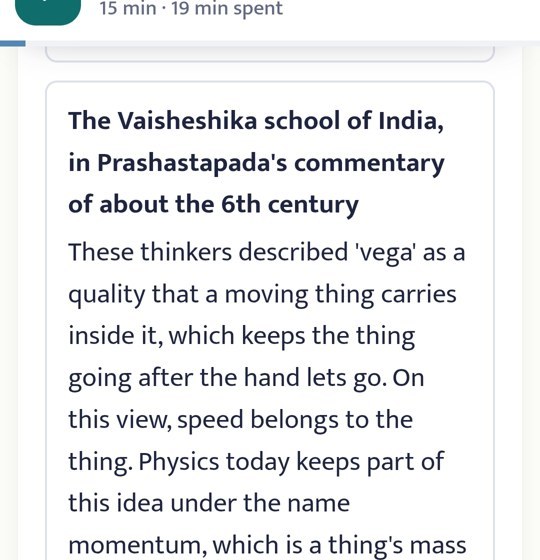 15 min · 19 min spent
The Vaisheshika school of India,
in Prashastapada's commentary
of about the 6th century
These thinkers described 'vega' as a
quality that a moving thing carries
inside it, which keeps the thing
going after the hand lets go. On
this view, speed belongs to the
thing. Physics today keeps part of
this idea under the name
momentum, which is a thing's mass